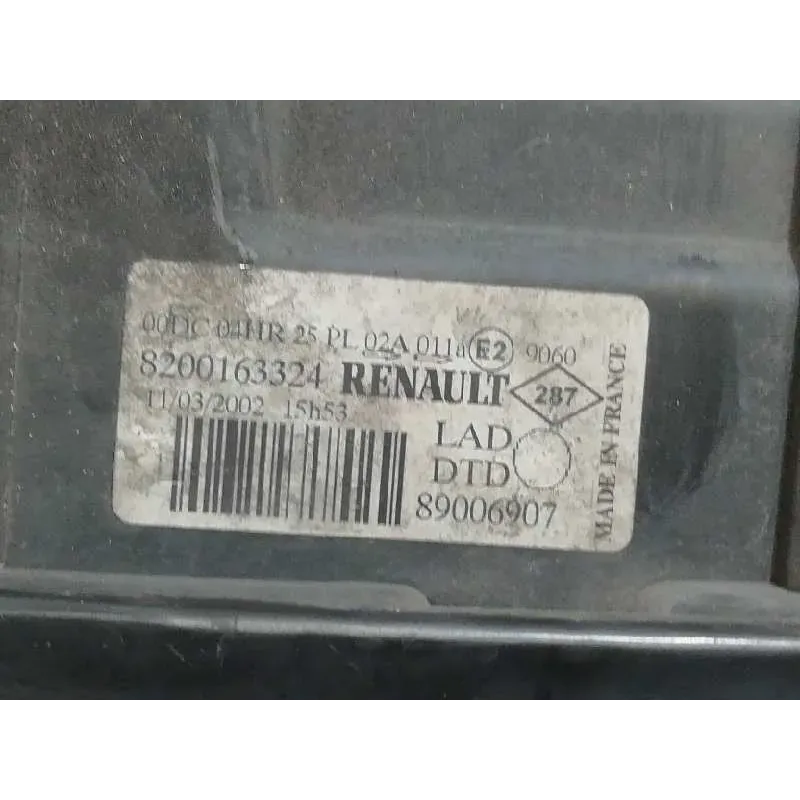 00DC 04HR 25 PL 02A 011a E2 9060
8200163324 RENAULT 287
11/03/2002 15h53
LAD
DTD
89006907
MADE IN FRANCE